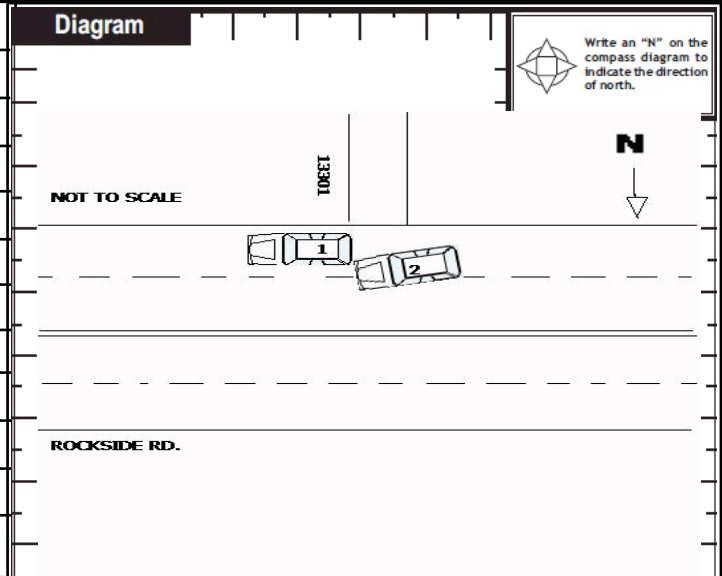 Diagram
Write an “N” on the
compass diagram to
indicate the direction
of north.
N
13301
NOT TO SCALE
1
2
ROCKSIDE RD.